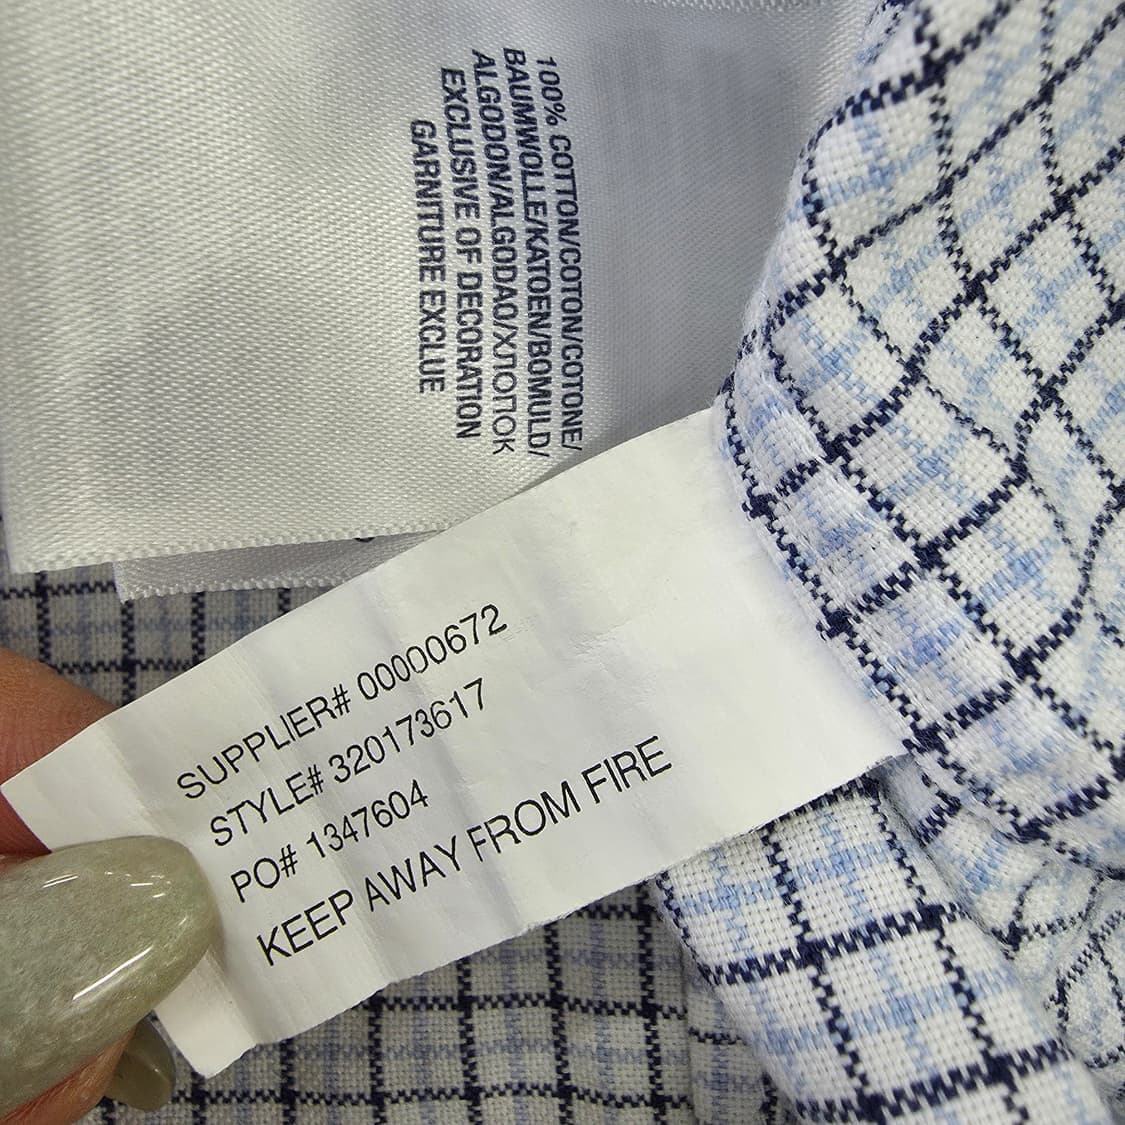 100% COTTON/COTON/COTONE/
BAUMWOLLE/KATOEN/BOMULD/
ALGODON/ALGODAO/ХЛОПОК
EXCLUSIVE OF DECORATION
GARNITURE EXCLUE
SUPPLIER# 00000672
STYLE# 320173617
PO# 1347604
KEEP AWAY FROM FIRE